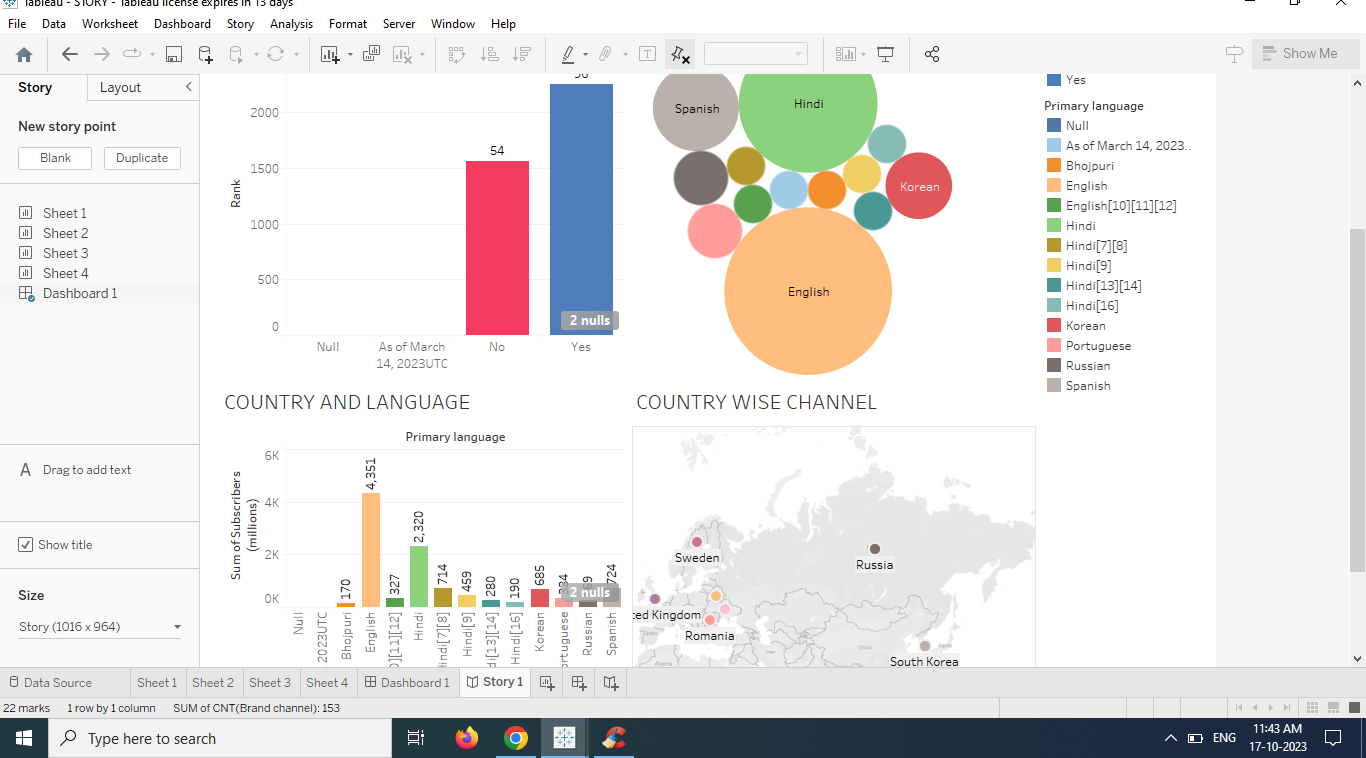 Tableau - STORY - Tableau license expires in 13 days
File Data Worksheet Dashboard Story Analysis Format Server Window Help
Show Me
Story Layout
New story point
Blank Duplicate
Sheet 1
Sheet 2
Sheet 3
Sheet 4
Dashboard 1
A Drag to add text
Show title
Size
Story (1016 x 964)
Rank
2000
1500
1000
500
0
54
2 nulls
Null
As of March 14, 2023UTC
No
Yes
Spanish
Hindi
Korean
English
Yes
Primary language
Null
As of March 14, 2023..
Bhojpuri
English
English[10][11][12]
Hindi
Hindi[7][8]
Hindi[9]
Hindi[13][14]
Hindi[16]
Korean
Portuguese
Russian
Spanish
COUNTRY AND LANGUAGE
Primary language
Sum of Subscribers (millions)
6K
4K
2K
0K
170
4,351
327
2,320
714
459
280
190
685
724
2 nulls
Null
2023UTC
Bhojpuri
English
0][11][12]
Hindi
Hindi[7][8]
Hindi[9]
di[13][14]
Hindi[16]
Korean
ortuguese
Russian
Spanish
COUNTRY WISE CHANNEL
Sweden
Russia
ted Kingdom
Romania
South Korea
Spain
Algeria
Iran
China
Japan
Data Source Sheet 1 Sheet 2 Sheet 3 Sheet 4 Dashboard 1 Story 1
22 marks 1 row by 1 column SUM of CNT(Brand channel): 153
Type here to search
ENG
11:43 AM
17-10-2023